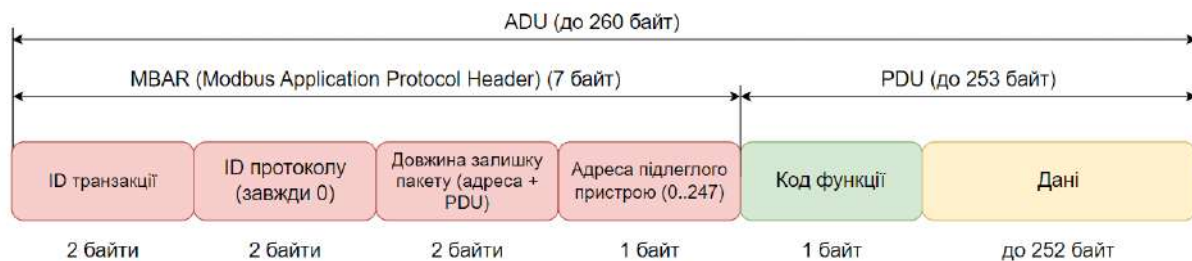 ADU (до 260 байт)
MBAR (Modbus Application Protocol Header) (7 байт)
PDU (до 253 байт)
ID транзакції
ID протоколу
(завжди 0)
Довжина залишку
пакету (адреса +
PDU)
Адреса підлеглого
пристрою (0..247)
Код функції
Дані
2 байти
2 байти
2 байти
1 байт
1 байт
до 252 байт